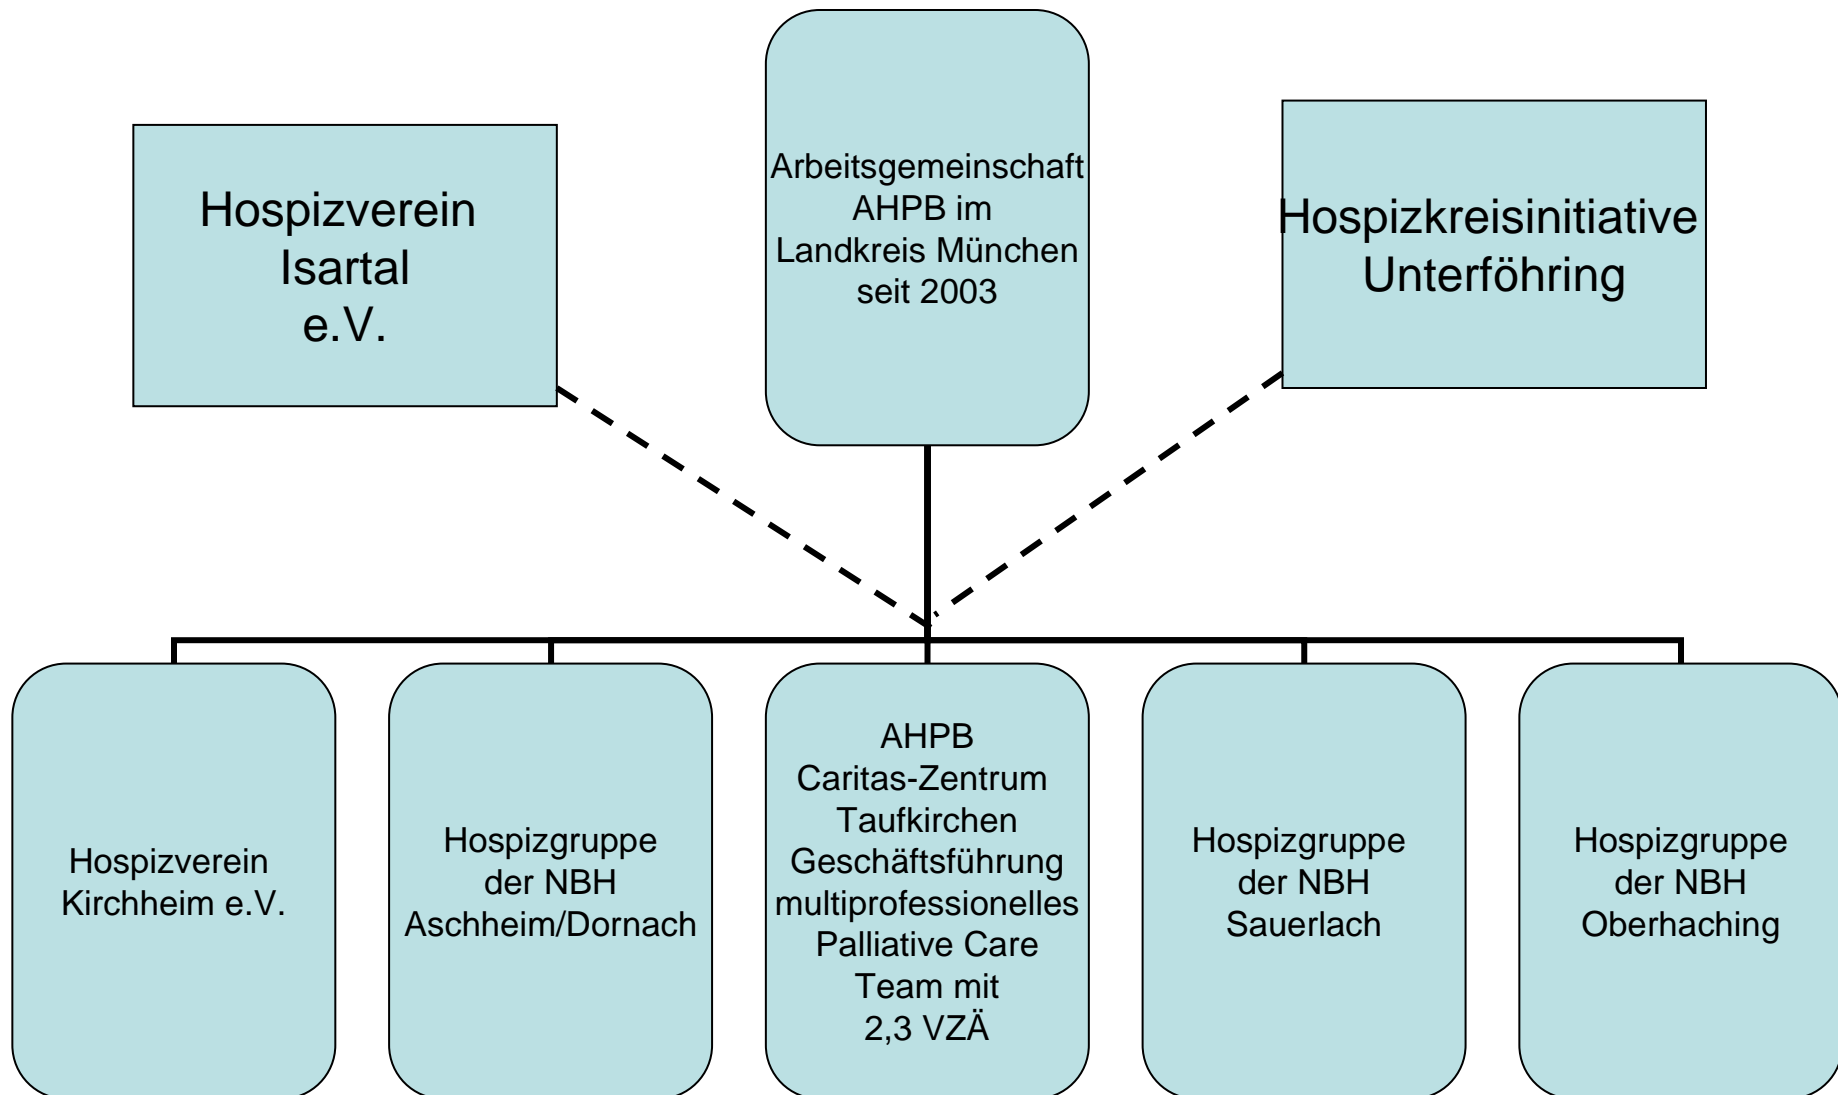 Hospizverein
Isartal
e.V.
Arbeitsgemeinschaft
AHPB im
Landkreis München
seit 2003
Hospizkreisinitiative
Unterföhring
Hospizverein
Kirchheim e.V.
Hospizgruppe
der NBH
Aschheim/Dornach
AHPB
Caritas-Zentrum
Taufkirchen
Geschäftsführung
multiprofessionelles
Palliative Care
Team mit
2,3 VZÄ
Hospizgruppe
der NBH
Sauerlach
Hospizgruppe
der NBH
Oberhaching